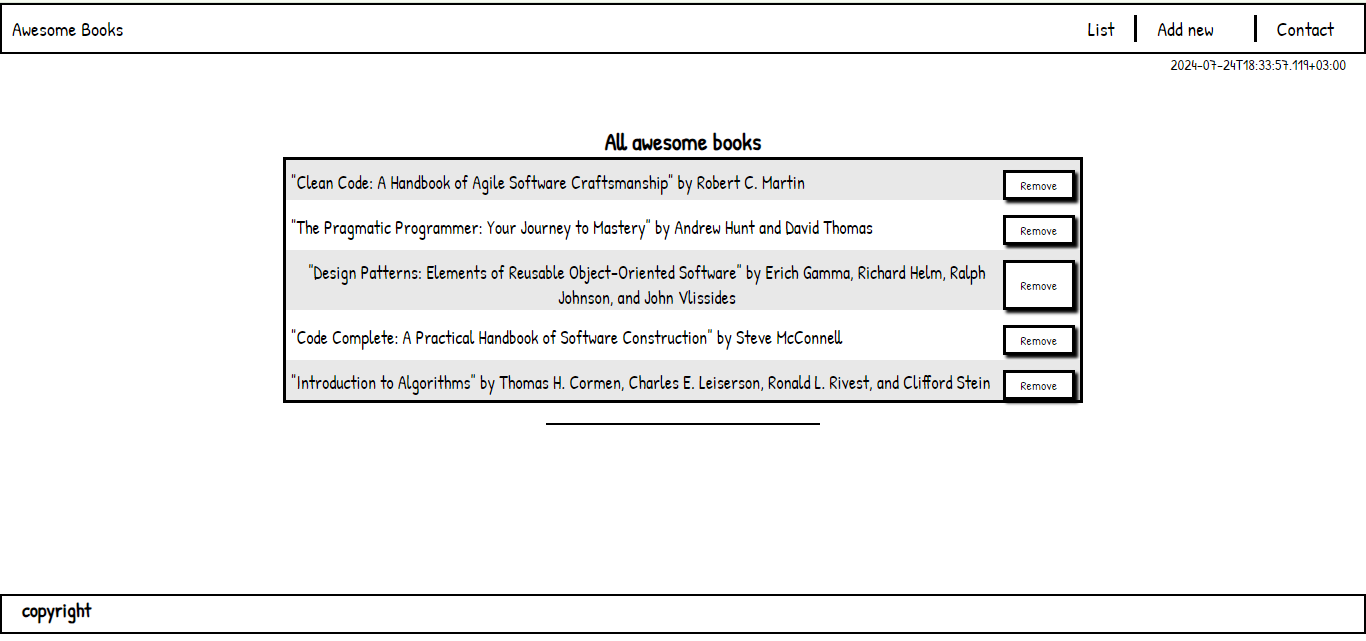 Awesome Books
List
Add new
Contact
2024-07-24T18:33:57.119+03:00
All awesome books
"Clean Code: A Handbook of Agile Software Craftsmanship" by Robert C. Martin
Remove
"The Pragmatic Programmer: Your Journey to Mastery" by Andrew Hunt and David Thomas
Remove
"Design Patterns: Elements of Reusable Object-Oriented Software" by Erich Gamma, Richard Helm, Ralph
Johnson, and John Vlissides
Remove
"Code Complete: A Practical Handbook of Software Construction" by Steve McConnell
Remove
"Introduction to Algorithms" by Thomas H. Cormen, Charles E. Leiserson, Ronald L. Rivest, and Clifford Stein
Remove
copyright